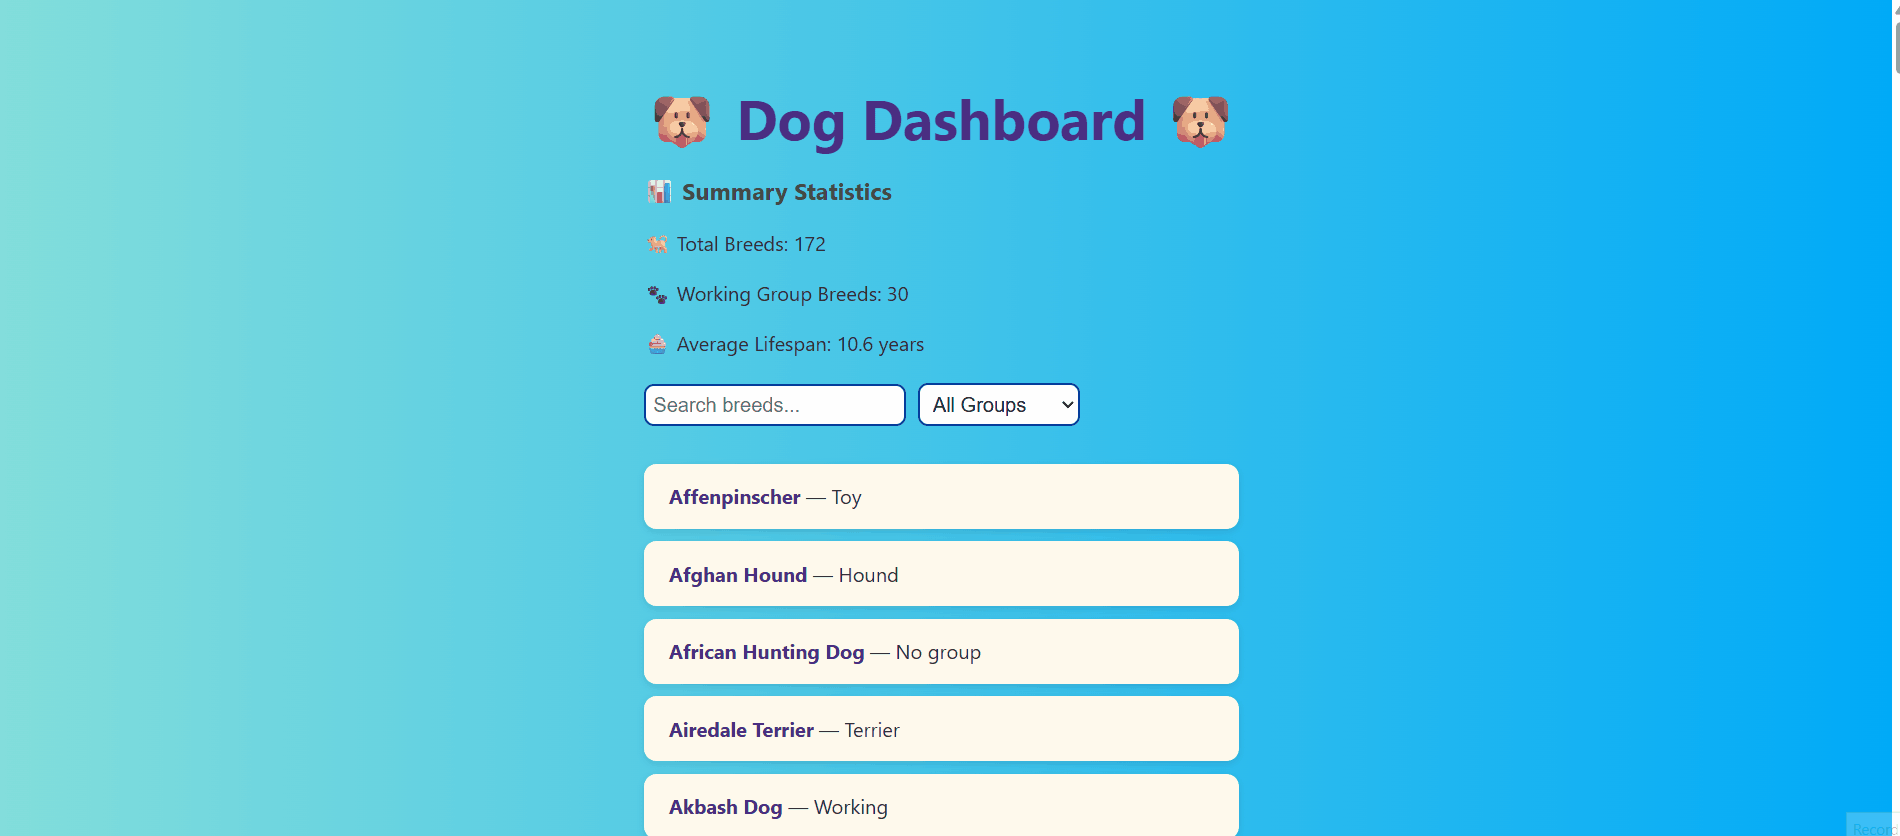 Dog Dashboard
Summary Statistics
Total Breeds: 172
Working Group Breeds: 30
Average Lifespan: 10.6 years
Search breeds... All Groups
Affenpinscher — Toy
Afghan Hound — Hound
African Hunting Dog — No group
Airedale Terrier — Terrier
Akbash Dog — Working